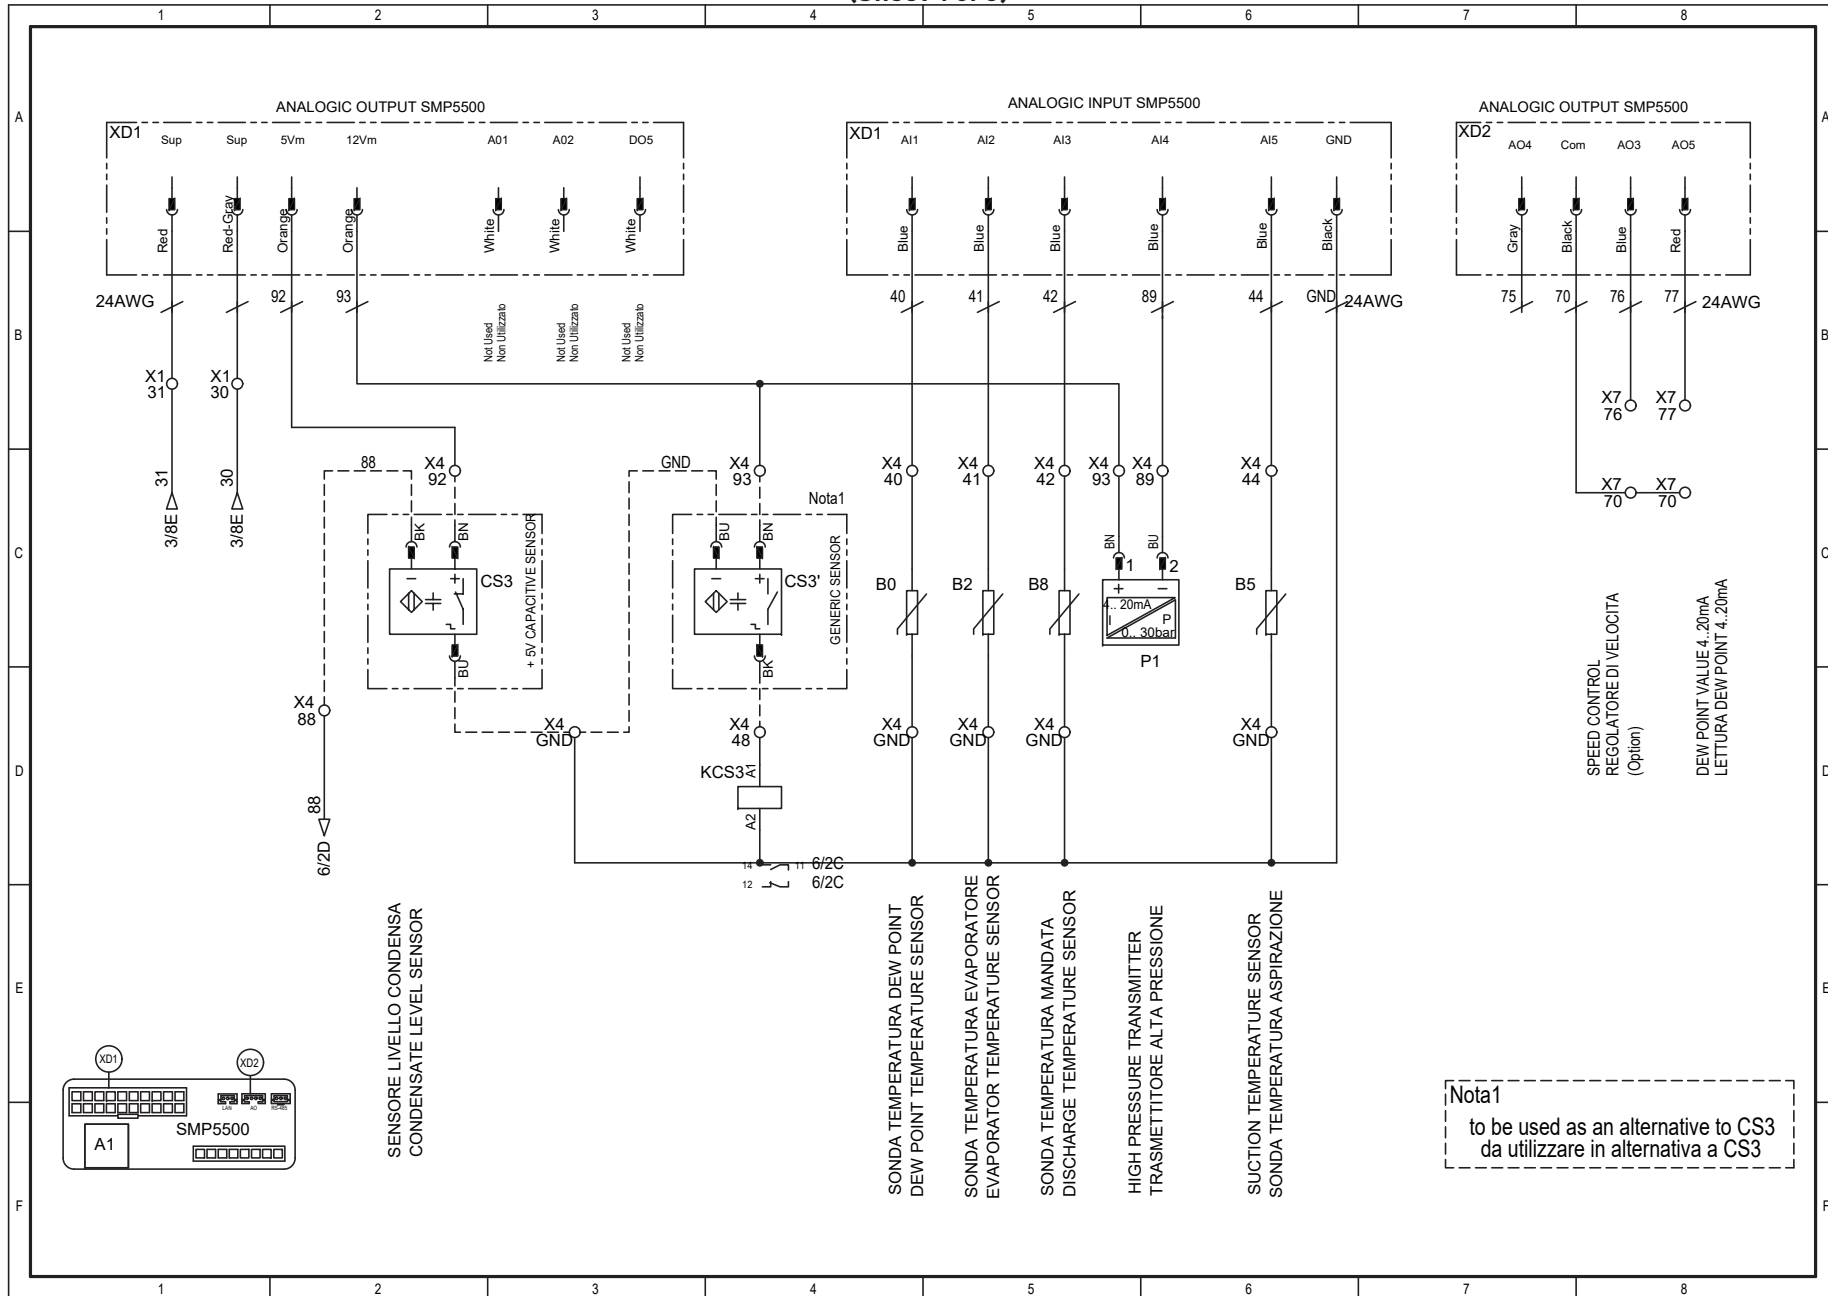 1 2 3 4 5 6 7 8
A
B
C
D
E
F
ANALOGIC OUTPUT SMP5500
XD1
Sup
Sup
5Vm
12Vm
A01
A02
DO5
Red
Red-Gray
Orange
Orange
White
White
White
24AWG
92
93
Not Used
Non Utilizzato
Not Used
Non Utilizzato
Not Used
Non Utilizzato
ANALOGIC INPUT SMP5500
XD1
AI1
AI2
AI3
AI4
AI5
GND
Blue
Blue
Blue
Blue
Blue
Black
40
41
42
89
44
GND
24AWG
ANALOGIC OUTPUT SMP5500
XD2
AO4
Com
AO3
AO5
Gray
Black
Blue
Red
75
70
76
77
24AWG
X1
31
X1
30
31
30
3/8E
3/8E
X7
76
X7
77
X7
70
X7
70
88
X4
92
GND
X4
93
Nota1
X4
40
X4
41
X4
42
X4
93
X4
89
X4
44
BK
BN
− +
CS3
+ 5V CAPACITIVE SENSOR
BU
BU
BN
− +
CS3'
GENERIC SENSOR
BK
B0
B2
B8
BN
BU
1
2
+ −
4.. 20mA
I
P
0.. 30bar
P1
B5
X4
88
X4
GND
X4
48
X4
GND
X4
GND
X4
GND
X4
GND
88
6/2D
KCS3
A1
A2
14 11 6/2C
12 6/2C
SPEED CONTROL
REGOLATORE DI VELOCITA
(Option)
DEW POINT VALUE 4..20mA
LETTURA DEW POINT 4..20mA
SENSORE LIVELLO CONDENSA
CONDENSATE LEVEL SENSOR
SONDA TEMPERATURA DEW POINT
DEW POINT TEMPERATURE SENSOR
SONDA TEMPERATURA EVAPORATORE
EVAPORATOR TEMPERATURE SENSOR
SONDA TEMPERATURA MANDATA
DISCHARGE TEMPERATURE SENSOR
HIGH PRESSURE TRANSMITTER
TRASMETTITORE ALTA PRESSIONE
SUCTION TEMPERATURE SENSOR
SONDA TEMPERATURA ASPIRAZIONE
XD1
XD2
LAN
AO
RS-485
SMP5500
A1
Nota1
to be used as an alternative to CS3
da utilizzare in alternativa a CS3
A
B
C
D
E
F
1 2 3 4 5 6 7 8